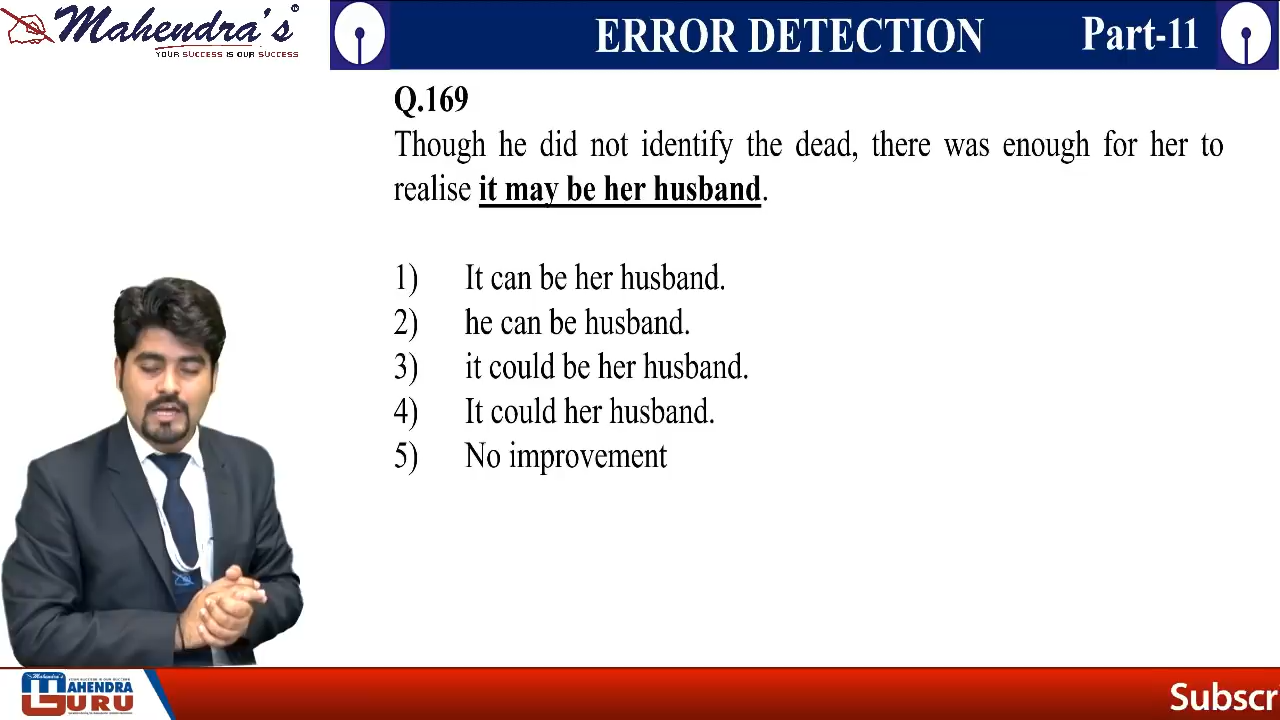 Mahendra's
YOUR SUCCESS IS OUR SUCCESS
ERROR DETECTION
Part-11
Q.169
Though he did not identify the dead, there was enough for her to
realise it may be her husband.
1) It can be her husband.
2) he can be husband.
3) it could be her husband.
4) It could her husband.
5) No improvement
MAHENDRA
GURU
Subscr